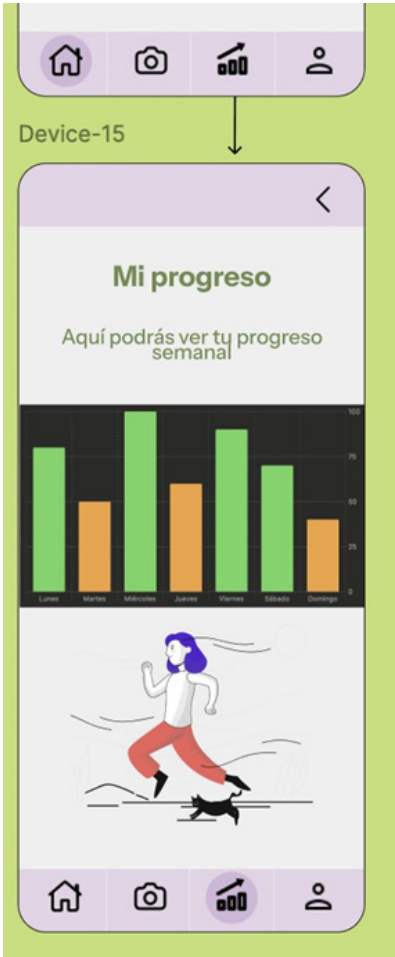 Device-15
Mi progreso
Aquí podrás ver tu progreso
semanal
100
75
50
25
0
Lunes Martes Miércoles Jueves Viernes Sábado Domingo